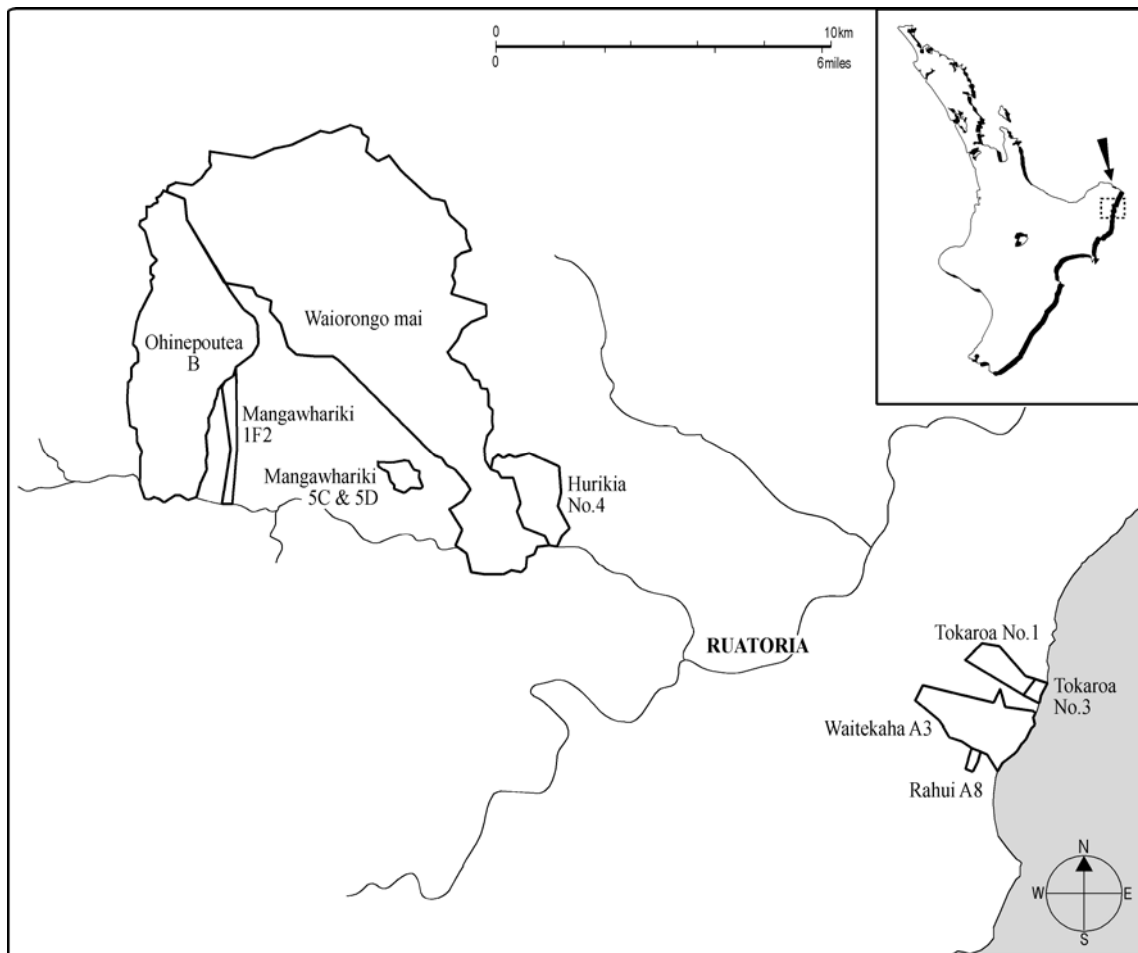 0 10km
0 6miles
Waiorongo mai
Ohinepoutea
B
Mangawhariki
1F2
Mangawhariki
5C & 5D
Hurikia
No.4
RUATORIA
Tokaroa No.1
Tokaroa
No.3
Waitekaha A3
Rahui A8
N
W E
S